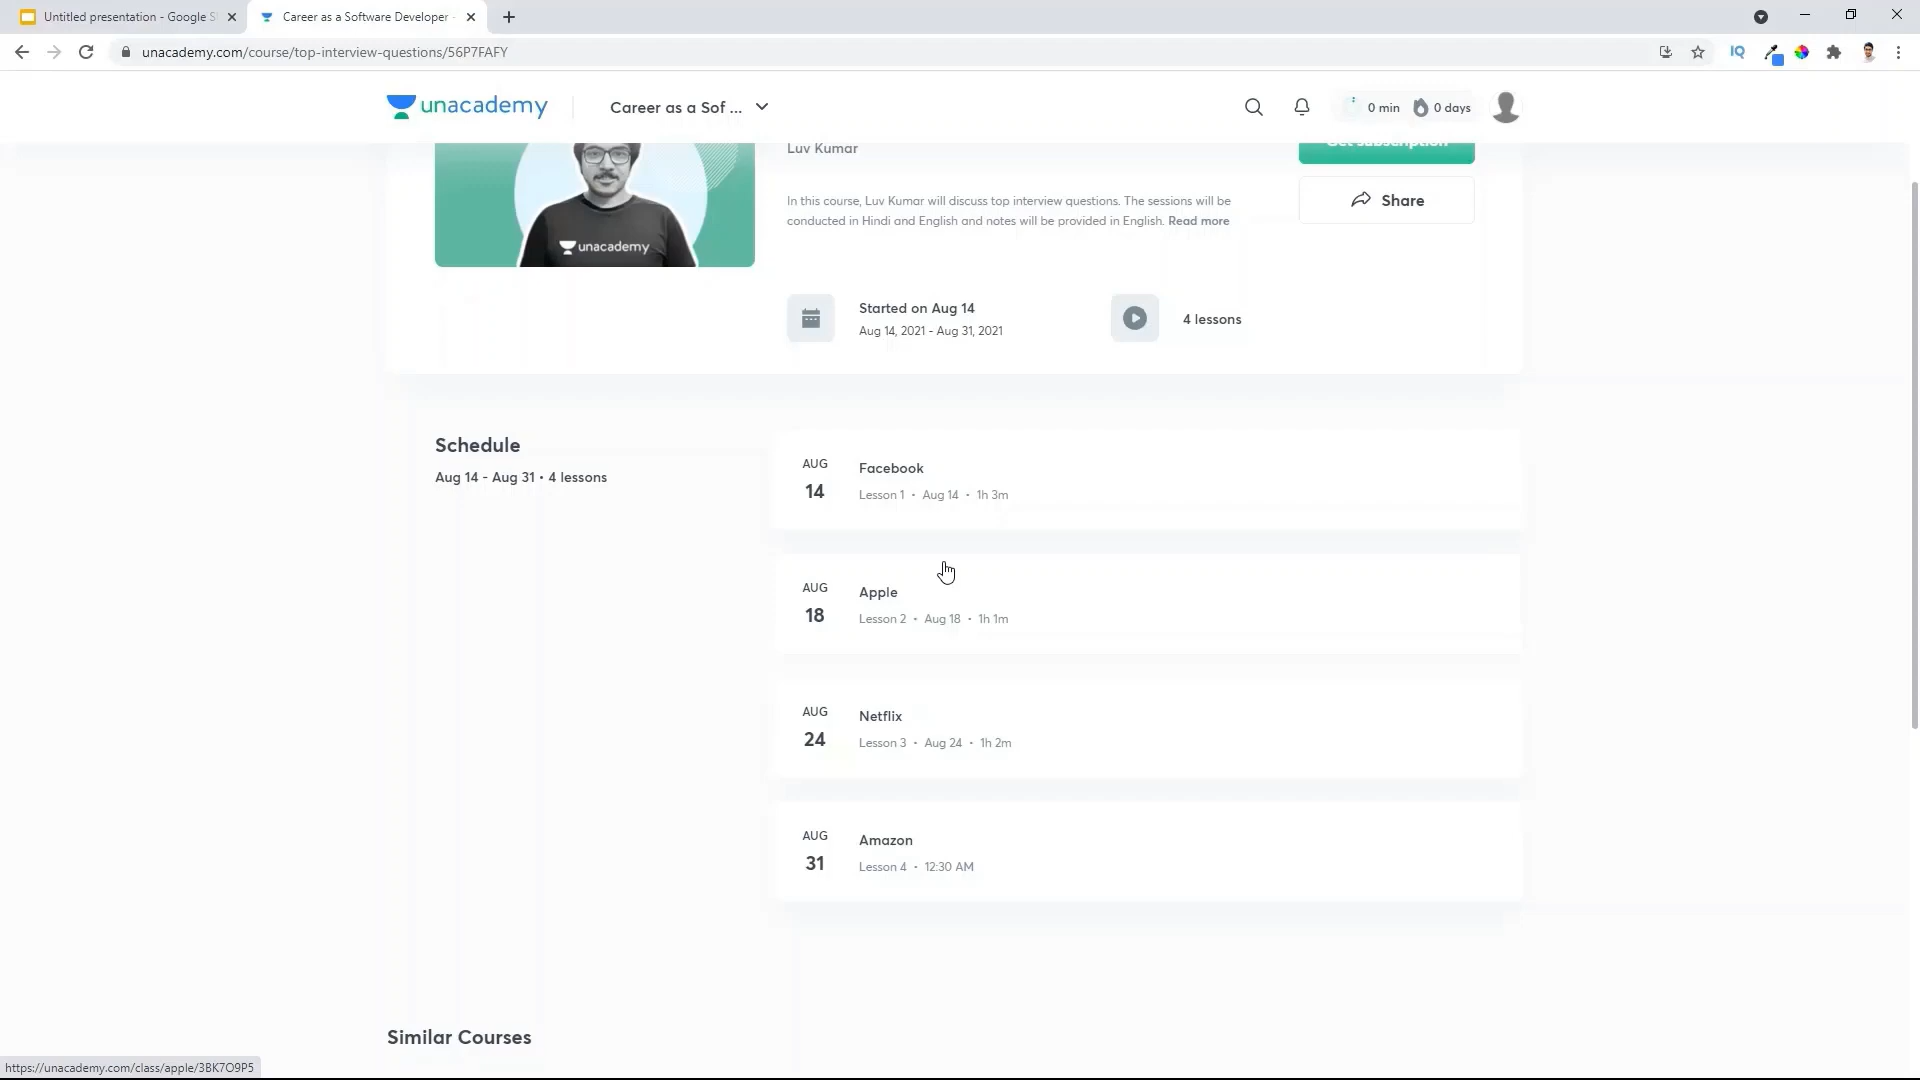 Untitled presentation - Google S
Career as a Software Developer -
unacademy.com/course/top-interview-questions/56P7FAFY
unacademy
Career as a Sof ...
0 min
0 days
Luv Kumar
Get subscription
In this course, Luv Kumar will discuss top interview questions. The sessions will be
conducted in Hindi and English and notes will be provided in English. Read more
Share
unacademy
Started on Aug 14
Aug 14, 2021 - Aug 31, 2021
4 lessons
Schedule
Aug 14 - Aug 31 • 4 lessons
AUG
14
Facebook
Lesson 1 • Aug 14 • 1h 3m
AUG
18
Apple
Lesson 2 • Aug 18 • 1h 1m
AUG
24
Netflix
Lesson 3 • Aug 24 • 1h 2m
AUG
31
Amazon
Lesson 4 • 12:30 AM
Similar Courses
https://unacademy.com/class/apple/3BK7O9P5